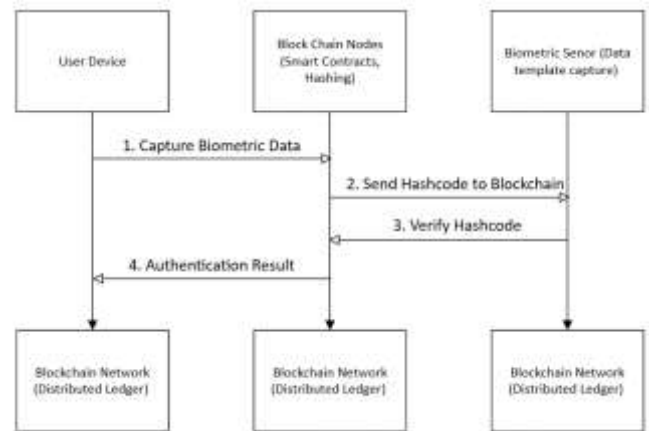 User Device
Block Chain Nodes
(Smart Contracts,
Hashing)
Biometric Senor (Data
template capture)
1. Capture Biometric Data
2. Send Hashcode to Blockchain
3. Verify Hashcode
4. Authentication Result
Blockchain Network
(Distributed Ledger)
Blockchain Network
(Distributed Ledger)
Blockchain Network
(Distributed Ledger)